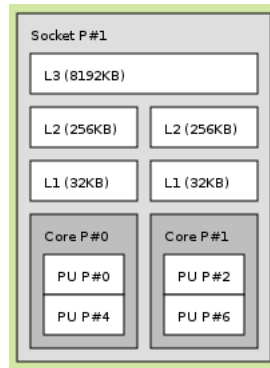 Socket P#1
L3 (8192KB)
L2 (256KB) L2 (256KB)
L1 (32KB) L1 (32KB)
Core P#0 Core P#1
PU P#0 PU P#2
PU P#4 PU P#6